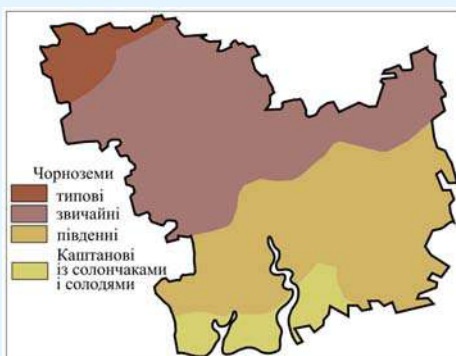 Чорноземи
типові
звичайні
південні
Каштанові
із солончаками
і солодями